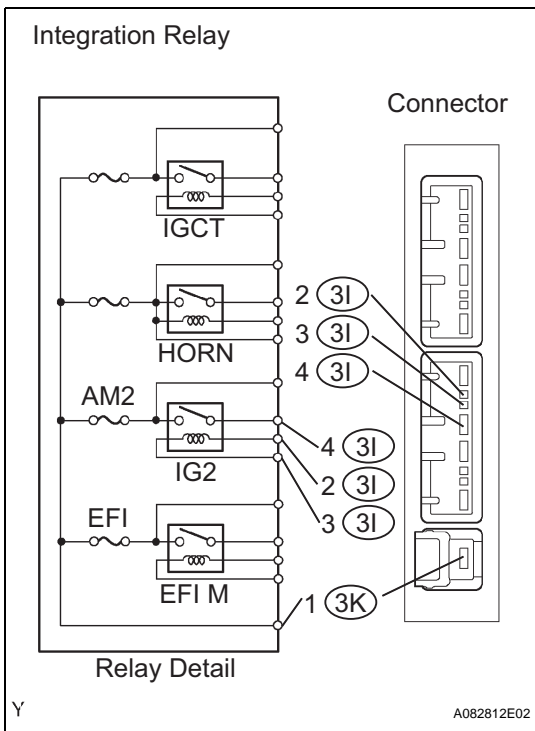 Integration Relay
Connector
IGCT
HORN
AM2
IG2
EFI
EFI M
2 3I
3 3I
4 3I
4 3I
2 3I
3 3I
1 3K
Relay Detail
Y
A082812E02